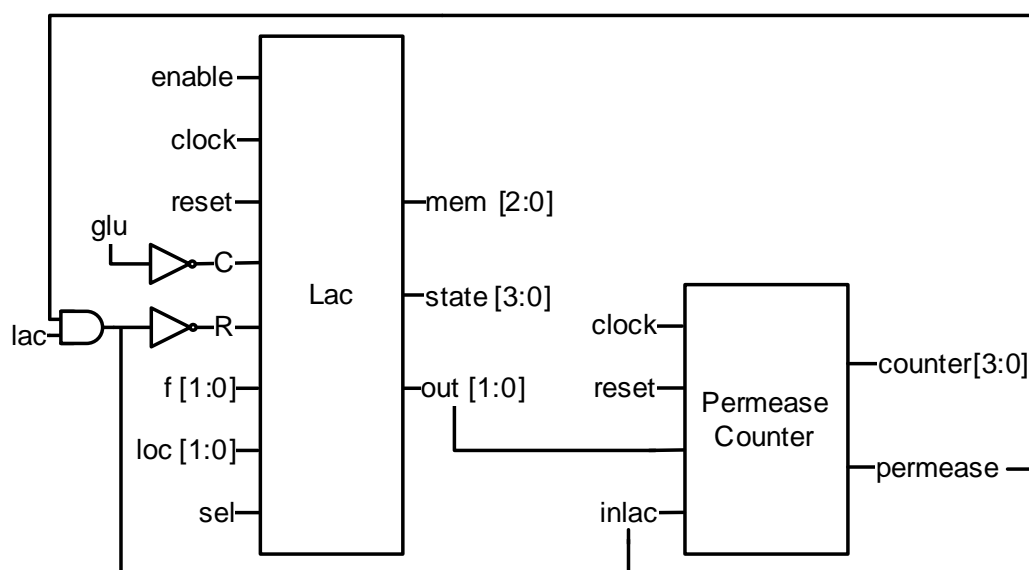 enable
clock
reset
glu
C
lac
R
f [1:0]
loc [1:0]
sel
Lac
mem [2:0]
state [3:0]
out [1:0]
clock
reset
inlac
Permease
Counter
counter[3:0]
permease